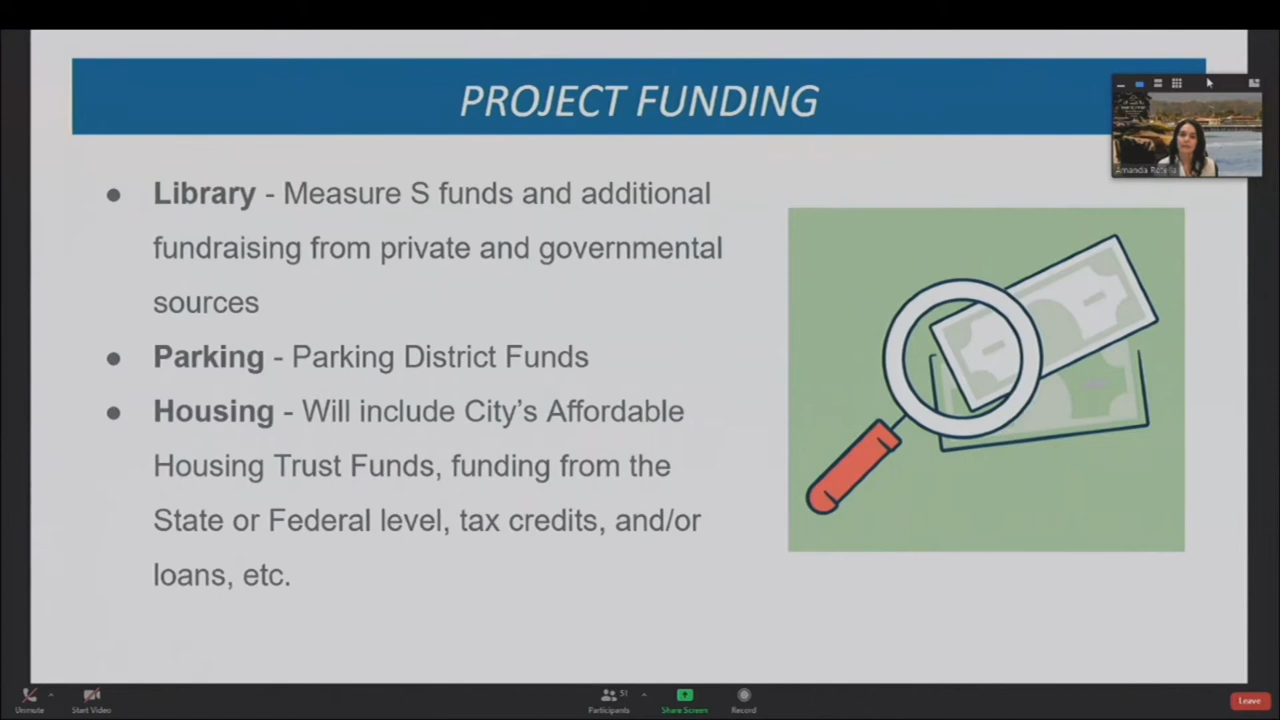 PROJECT FUNDING
● Library - Measure S funds and additional
fundraising from private and governmental
sources
● Parking - Parking District Funds
● Housing - Will include City's Affordable
Housing Trust Funds, funding from the
State or Federal level, tax credits, and/or
loans, etc.
Amanda
Unmute
Start Video
51
Participants
Share Screen
Record
Leave